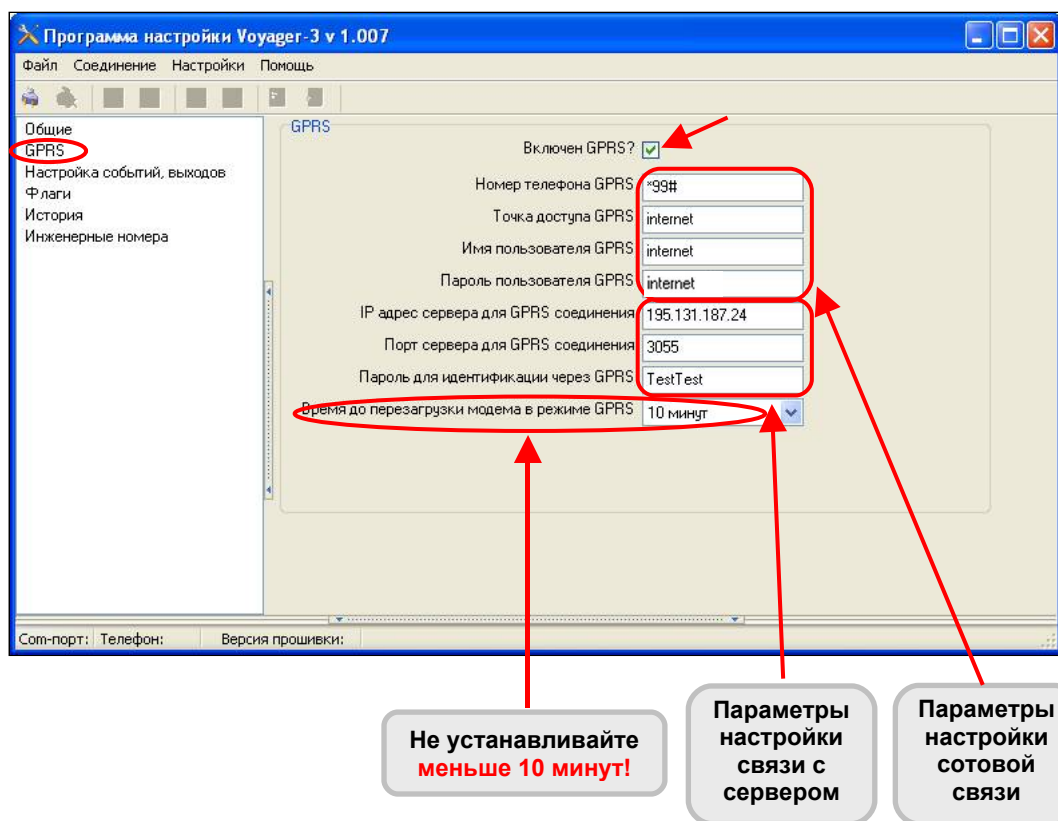 Программа настройки Voyager-3 v 1.007
Файл Соединение Настройки Помощь
Общие
GPRS
Настройка событий, выходов
Флаги
История
Инженерные номера
GPRS
Включен GPRS?
Номер телефона GPRS *99#
Точка доступа GPRS internet
Имя пользователя GPRS internet
Пароль пользователя GPRS internet
IP адрес сервера для GPRS соединения 195.131.187.24
Порт сервера для GPRS соединения 3055
Пароль для идентификации через GPRS TestTest
Время до перезагрузки модема в режиме GPRS 10 минут
Com-порт: Телефон: Версия прошивки:
Не устанавливайте
меньше 10 минут!
Параметры
настройки
связи с
сервером
Параметры
настройки
сотовой
связи